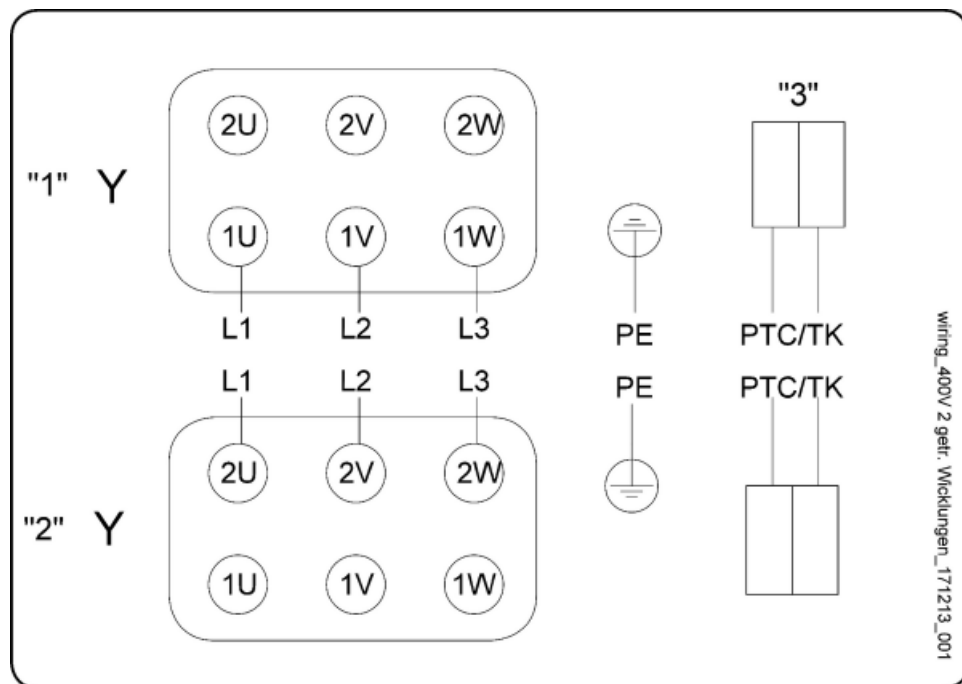 "3"
2U 2V 2W
"1" Y
1U 1V 1W
L1 L2 L3 PE PTC/TK
L1 L2 L3 PE PTC/TK
2U 2V 2W
"2" Y
1U 1V 1W
wiring_400V 2 getr. Wicklungen_171213_001